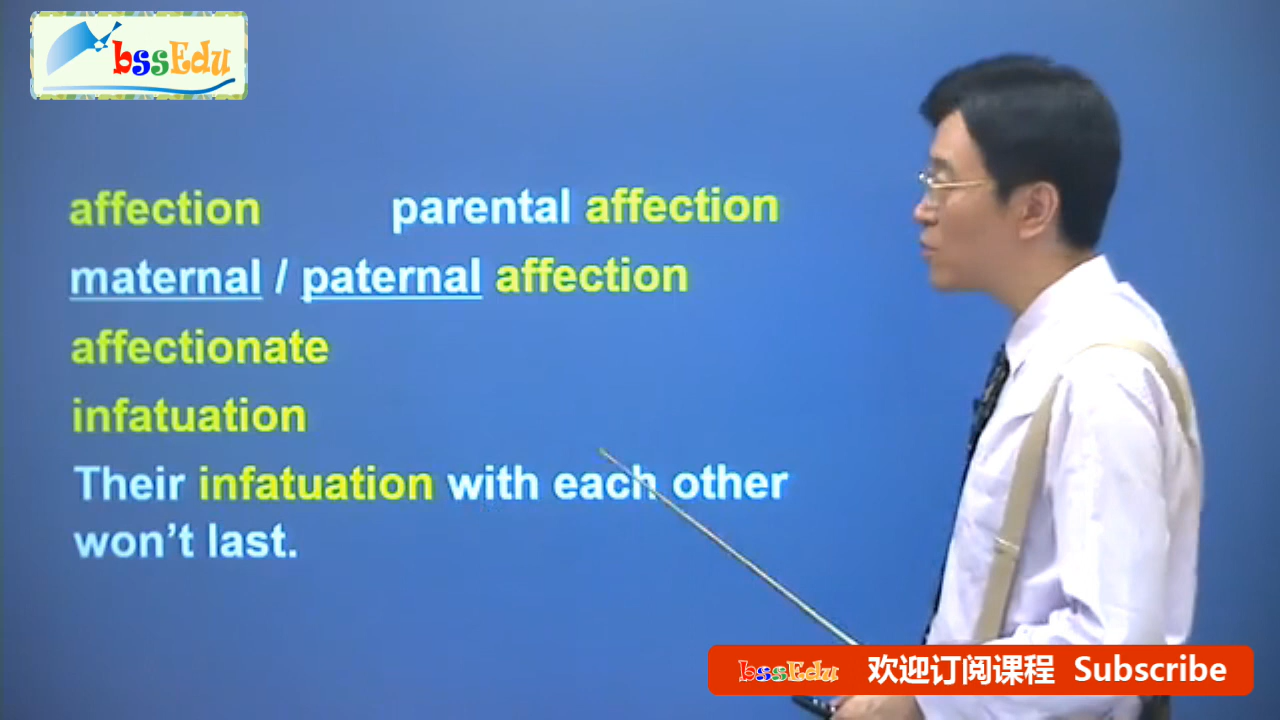 bssEdu
affection parental affection
maternal / paternal affection
affectionate
infatuation
Their infatuation with each other
won't last.
bssEdu 欢迎订阅课程 Subscribe